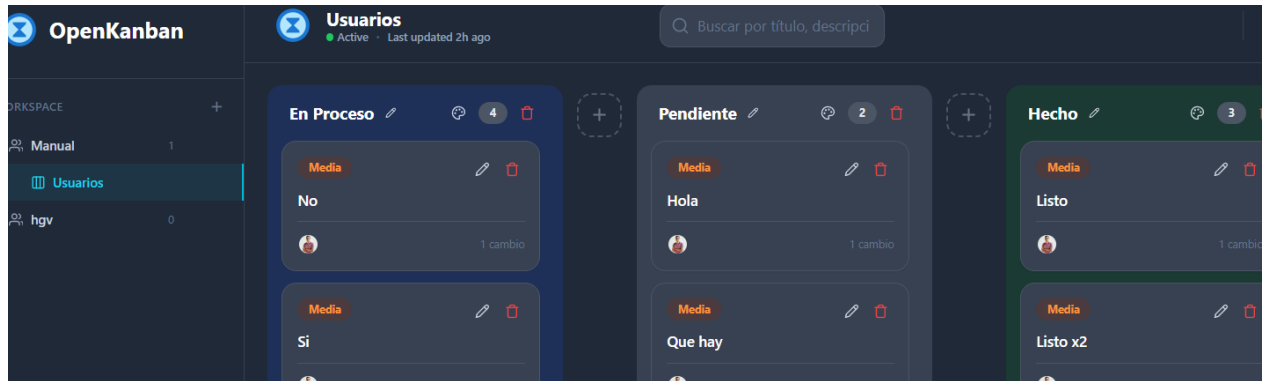 OpenKanban
Usuarios
Active · Last updated 2h ago
Buscar por título, descripci
ORKSPACE +
Manual 1
Usuarios
hgv 0
En Proceso 4
Media
No
1 cambio
Media
Si
+
Pendiente 2
Media
Hola
1 cambio
Media
Que hay
+
Hecho 3
Media
Listo
1 cambio
Media
Listo x2